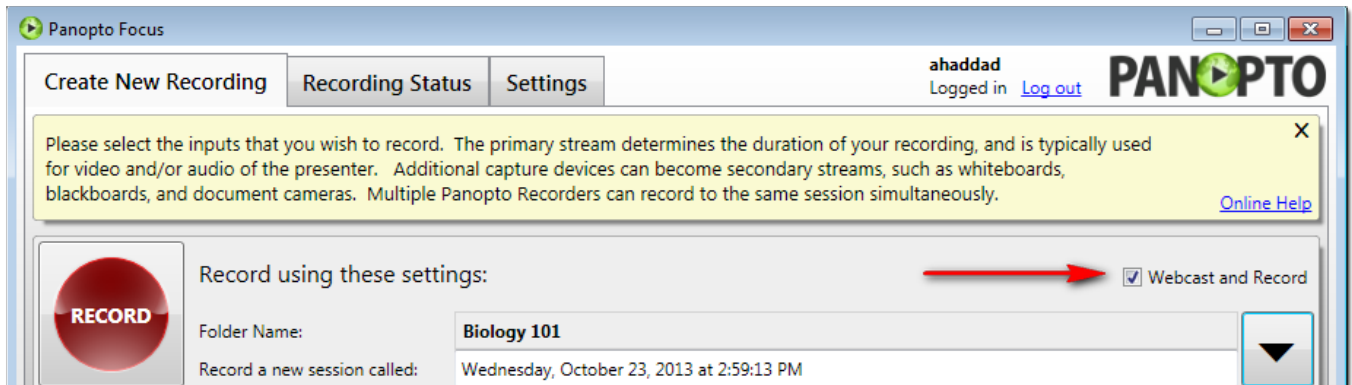 Panopto Focus
Create New Recording
Recording Status
Settings
ahaddad
Logged in Log out
PANOPTO
Please select the inputs that you wish to record. The primary stream determines the duration of your recording, and is typically used
for video and/or audio of the presenter. Additional capture devices can become secondary streams, such as whiteboards,
blackboards, and document cameras. Multiple Panopto Recorders can record to the same session simultaneously.
Online Help
RECORD
Record using these settings:
Webcast and Record
Folder Name: Biology 101
Record a new session called: Wednesday, October 23, 2013 at 2:59:13 PM